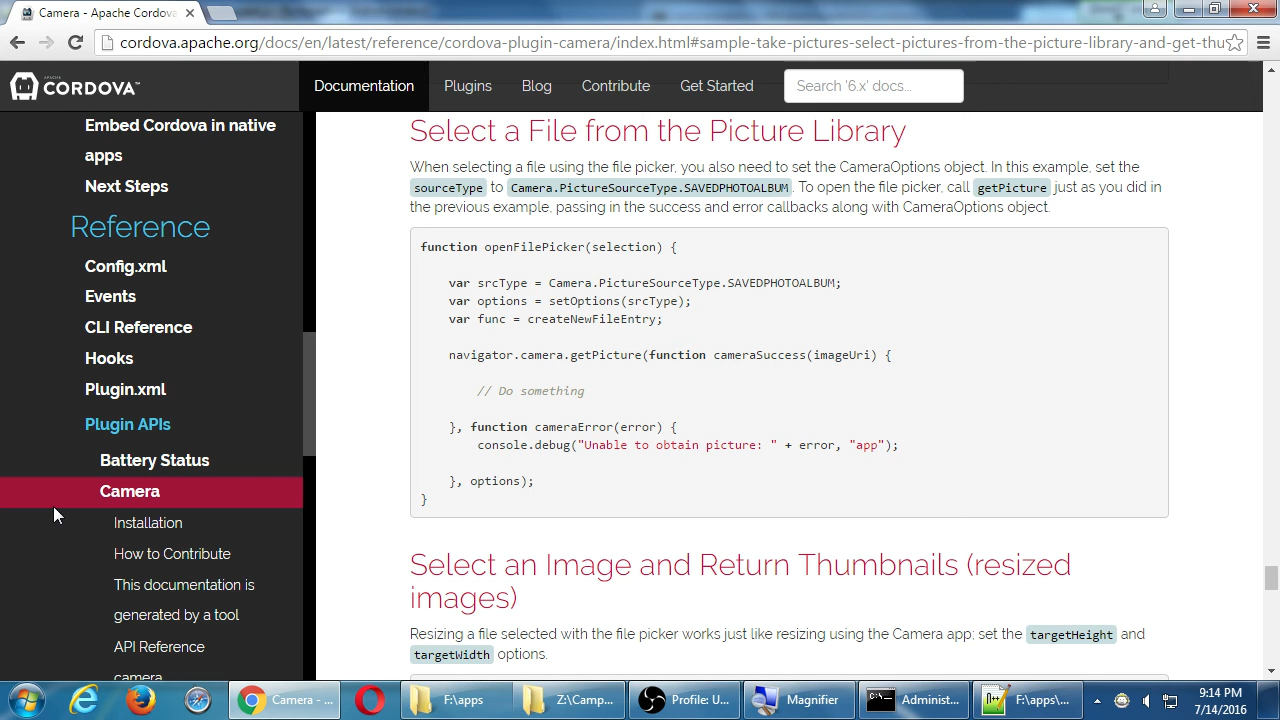 Camera - Apache Cordova
cordova.apache.org/docs/en/latest/reference/cordova-plugin-camera/index.html#sample-take-pictures-select-pictures-from-the-picture-library-and-get-thu
APACHE
CORDOVA™
Documentation
Plugins
Blog
Contribute
Get Started
Search '6.x' docs...
Embed Cordova in native
apps
Next Steps
Reference
Config.xml
Events
CLI Reference
Hooks
Plugin.xml
Plugin APIs
Battery Status
Camera
Installation
How to Contribute
This documentation is
generated by a tool
API Reference
camera
Select a File from the Picture Library
When selecting a file using the file picker, you also need to set the CameraOptions object. In this example, set the
sourceType to Camera.PictureSourceType.SAVEDPHOTOALBUM. To open the file picker, call getPicture just as you did in
the previous example, passing in the success and error callbacks along with CameraOptions object.
function openFilePicker(selection) {
var srcType = Camera.PictureSourceType.SAVEDPHOTOALBUM;
var options = setOptions(srcType);
var func = createNewFileEntry;
navigator.camera.getPicture(function cameraSuccess(imageUri) {
// Do something
}, function cameraError(error) {
console.debug("Unable to obtain picture: " + error, "app");
}, options);
}
Select an Image and Return Thumbnails (resized
images)
Resizing a file selected with the file picker works just like resizing using the Camera app: set the targetHeight and
targetWidth options.
Camera - ...
F:\apps
Z:\Camp...
Profile: U...
Magnifier
Administ...
F:\apps\...
9:14 PM
7/14/2016